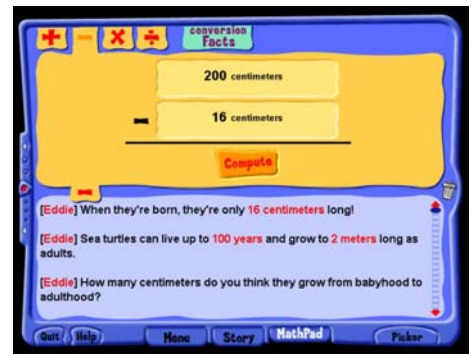 conversion
Facts
200 centimeters
16 centimeters
Compute
[Eddie] When they're born, they're only 16 centimeters long!
[Eddie] Sea turtles can live up to 100 years and grow to 2 meters long as
adults.
[Eddie] How many centimeters do you think they grow from babyhood to
adulthood?
Quit Help Menu Story MathPad Picker